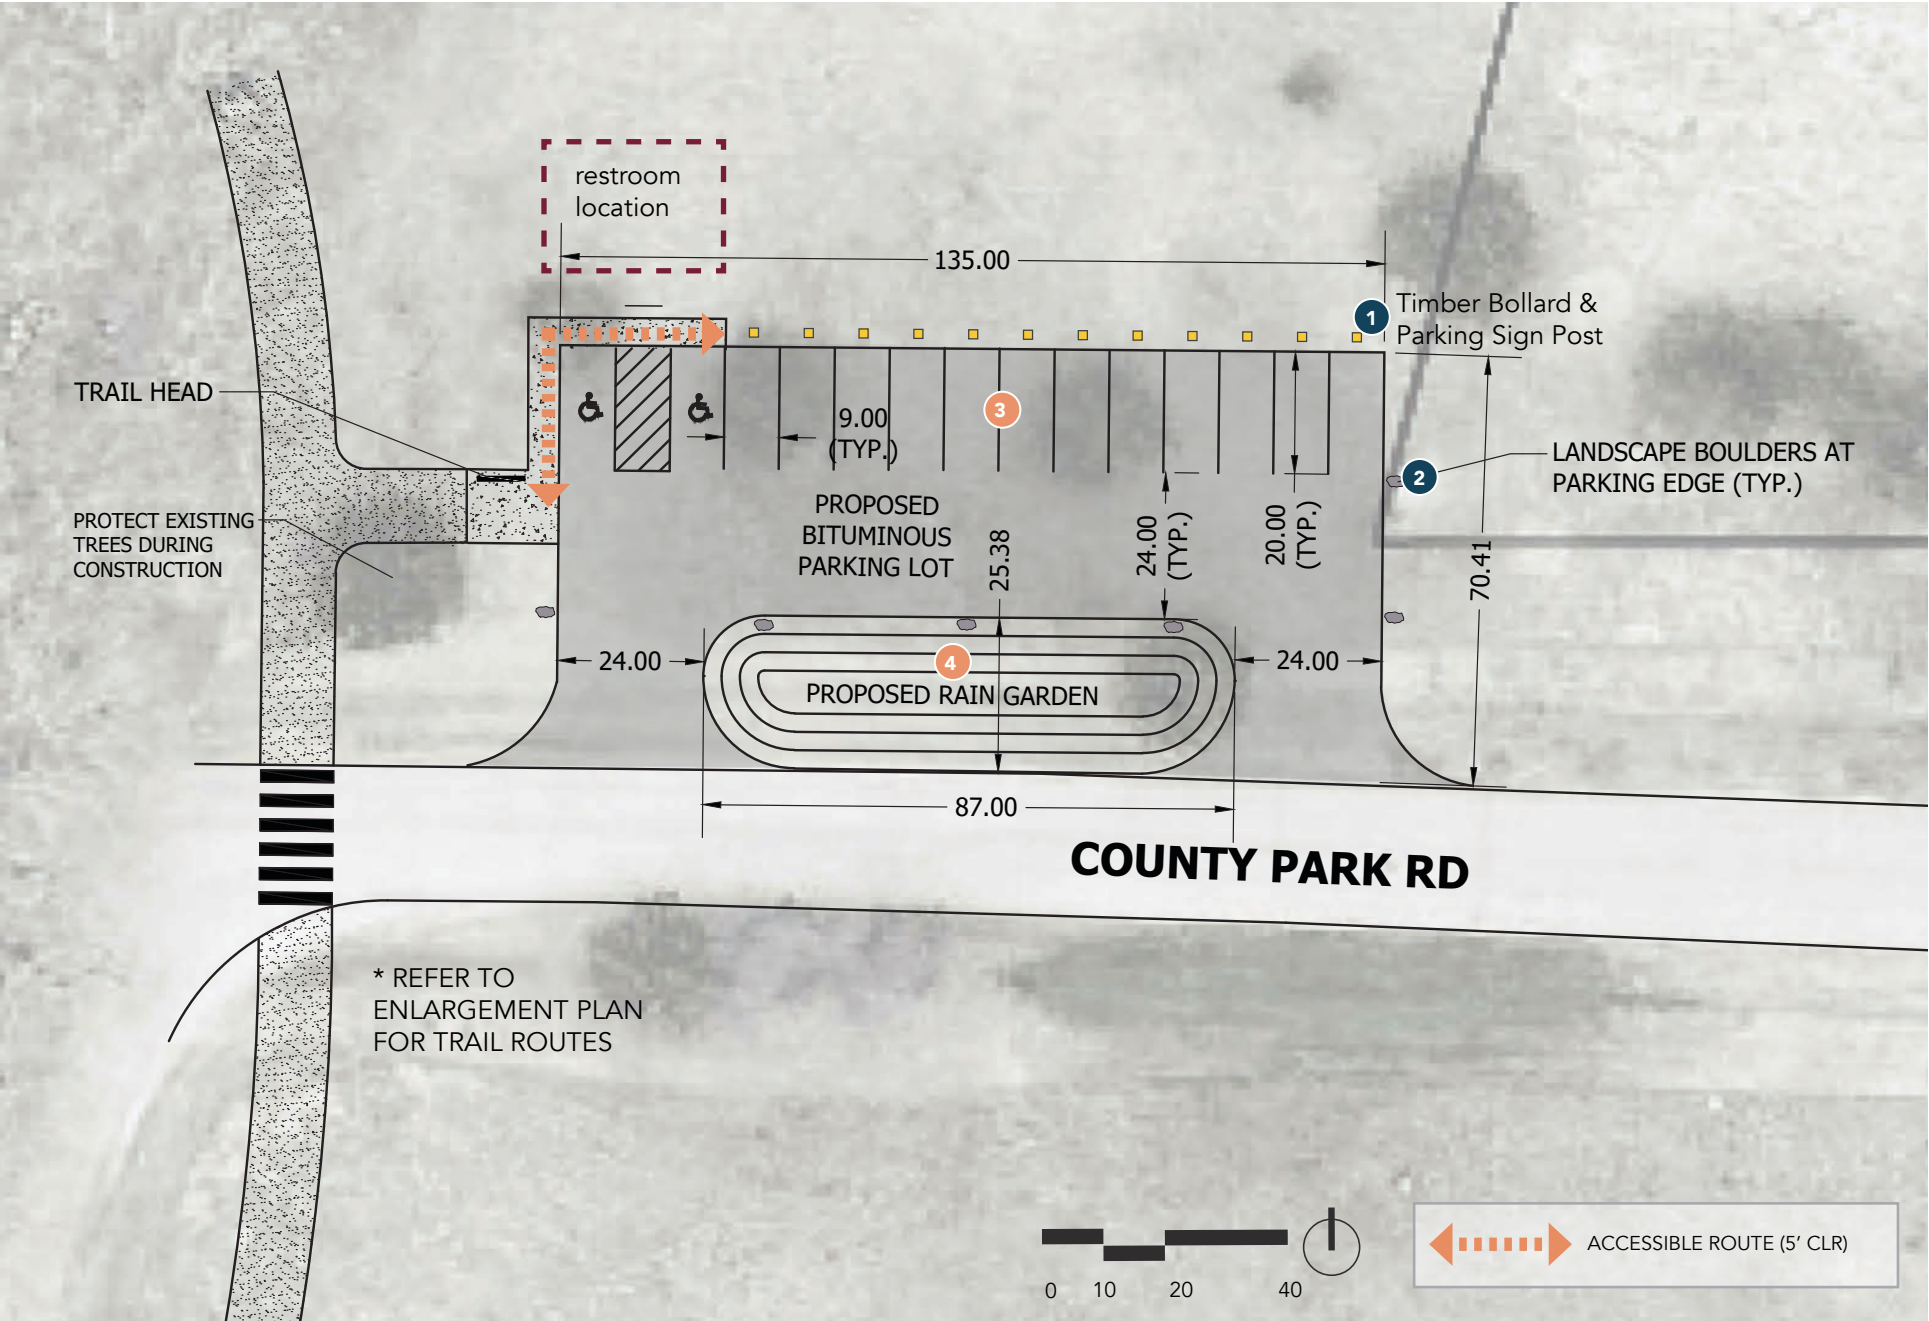 restroom
location
135.00
1
Timber Bollard &
Parking Sign Post
TRAIL HEAD
3
9.00
(TYP.)
2
LANDSCAPE BOULDERS AT
PARKING EDGE (TYP.)
PROTECT EXISTING
TREES DURING
CONSTRUCTION
PROPOSED
BITUMINOUS
PARKING LOT
25.38
24.00
(TYP.)
20.00
(TYP.)
70.41
24.00
4
24.00
PROPOSED RAIN GARDEN
87.00
COUNTY PARK RD
* REFER TO
ENLARGEMENT PLAN
FOR TRAIL ROUTES
0 10 20 40
ACCESSIBLE ROUTE (5' CLR)